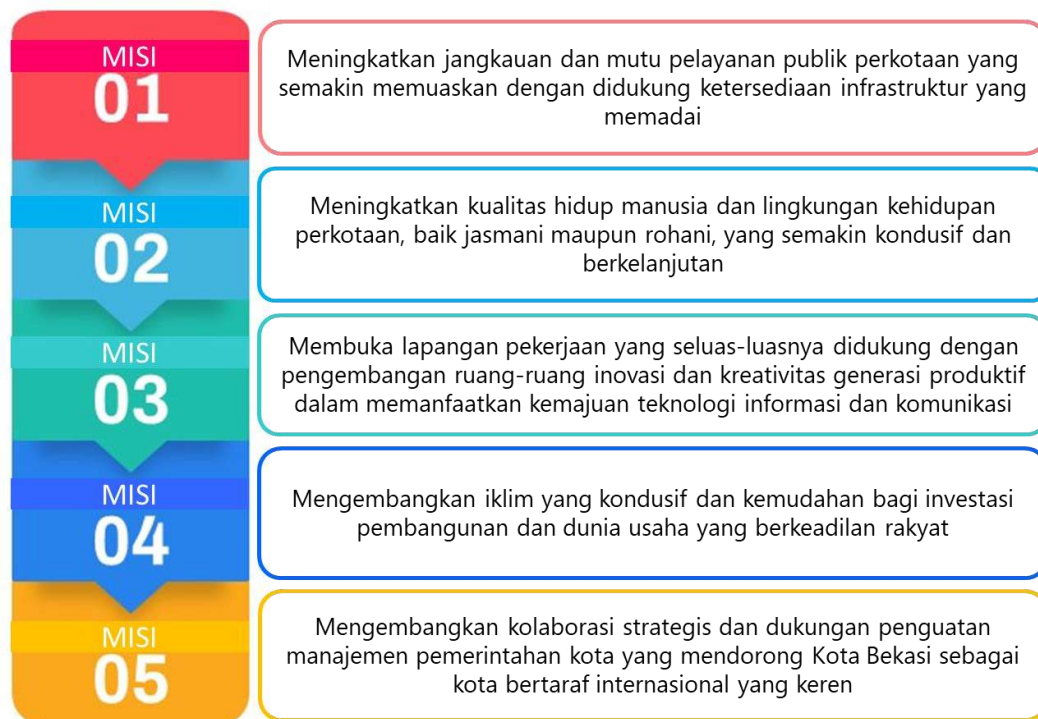 MISI
01
Meningkatkan jangkauan dan mutu pelayanan publik perkotaan yang
semakin memuaskan dengan didukung ketersediaan infrastruktur yang
memadai
MISI
02
Meningkatkan kualitas hidup manusia dan lingkungan kehidupan
perkotaan, baik jasmani maupun rohani, yang semakin kondusif dan
berkelanjutan
MISI
03
Membuka lapangan pekerjaan yang seluas-luasnya didukung dengan
pengembangan ruang-ruang inovasi dan kreativitas generasi produktif
dalam memanfaatkan kemajuan teknologi informasi dan komunikasi
MISI
04
Mengembangkan iklim yang kondusif dan kemudahan bagi investasi
pembangunan dan dunia usaha yang berkeadilan rakyat
MISI
05
Mengembangkan kolaborasi strategis dan dukungan penguatan
manajemen pemerintahan kota yang mendorong Kota Bekasi sebagai
kota bertaraf internasional yang keren